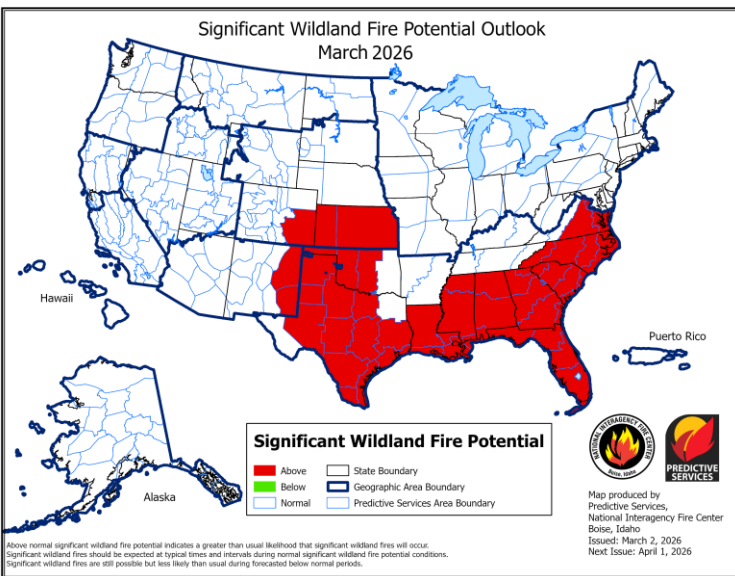 Significant Wildland Fire Potential Outlook
March 2026
Hawaii
Puerto Rico
Alaska
Significant Wildland Fire Potential
Above
State Boundary
Below
Geographic Area Boundary
Normal
Predictive Services Area Boundary
NATIONAL INTERAGENCY FIRE CENTER
Boise, Idaho
PREDICTIVE
SERVICES
Map produced by
Predictive Services,
National Interagency Fire Center
Boise, Idaho
Issued: March 2, 2026
Next Issue: April 1, 2026
Above normal significant wildland fire potential indicates a greater than usual likelihood that significant wildland fires will occur.
Significant wildland fires should be expected at typical times and intervals during normal significant wildland fire potential conditions.
Significant wildland fires are still possible but less likely than usual during forecasted below normal periods.